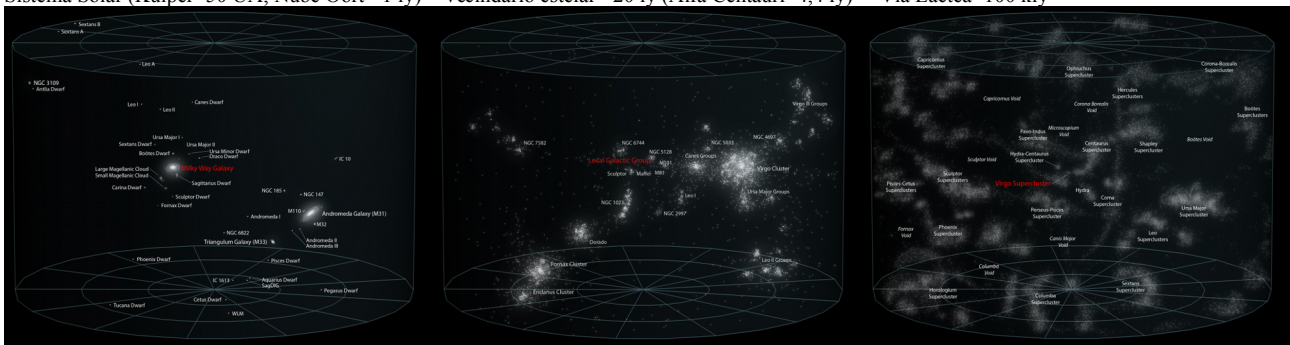 Sistema Solar (Kuiper~50 UA, Nube Oort ~1 ly) – Vecindario estelar ~20 ly (Alfa Centauri~4,4 ly) – Vía Láctea~100 kly
Sextans B
Sextans A
Leo A
NGC 3109
Antlia Dwarf
Leo I
Leo II
Canes Dwarf
Ursa Major I
Ursa Major II
Sextans Dwarf
Ursa Minor Dwarf
Boötes Dwarf
Draco Dwarf
IC 10
Large Magellanic Cloud
Milky Way Galaxy
Small Magellanic Cloud
Carina Dwarf
Sagittarius Dwarf
Sculptor Dwarf
NGC 185
NGC 147
Fornax Dwarf
M110
Andromeda Galaxy (M31)
Andromeda I
M32
NGC 6822
Andromeda II
Triangulum Galaxy (M33)
Andromeda III
Phoenix Dwarf
Pisces Dwarf
IC 1613
Aquarius Dwarf
SagDIG
Pegasus Dwarf
Cetus Dwarf
Tucana Dwarf
WLM
Virgo III Groups
NGC 7582
NGC 6744
NGC 5128
NGC 5033
NGC 4697
Local Galactic Group
M101
Canes Groups
Virgo Cluster
Sculptor
Maffei
M81
NGC 1023
Leo I
Ursa Major Groups
NGC 2997
Dorado
Fornax Cluster
Leo II Groups
Eridanus Cluster
Capricornus
Supercluster
Ophiuchus
Supercluster
Corona-Borealis
Supercluster
Capricornus Void
Hercules
Superclusters
Corona Borealis
Void
Boötes
Superclusters
Microscopium
Void
Pavo-Indus
Supercluster
Boötes Void
Centaurus
Supercluster
Shapley
Supercluster
Hydra-Centaurus
Supercluster
Sculptor Void
Sculptor
Superclusters
Pisces-Cetus
Superclusters
Virgo Supercluster
Hydra
Coma
Supercluster
Perseus-Pisces
Supercluster
Ursa Major
Supercluster
Fornax
Void
Phoenix
Supercluster
Canis Major
Void
Leo
Superclusters
Columba
Void
Horologium
Supercluster
Columba
Supercluster
Sextans
Supercluster